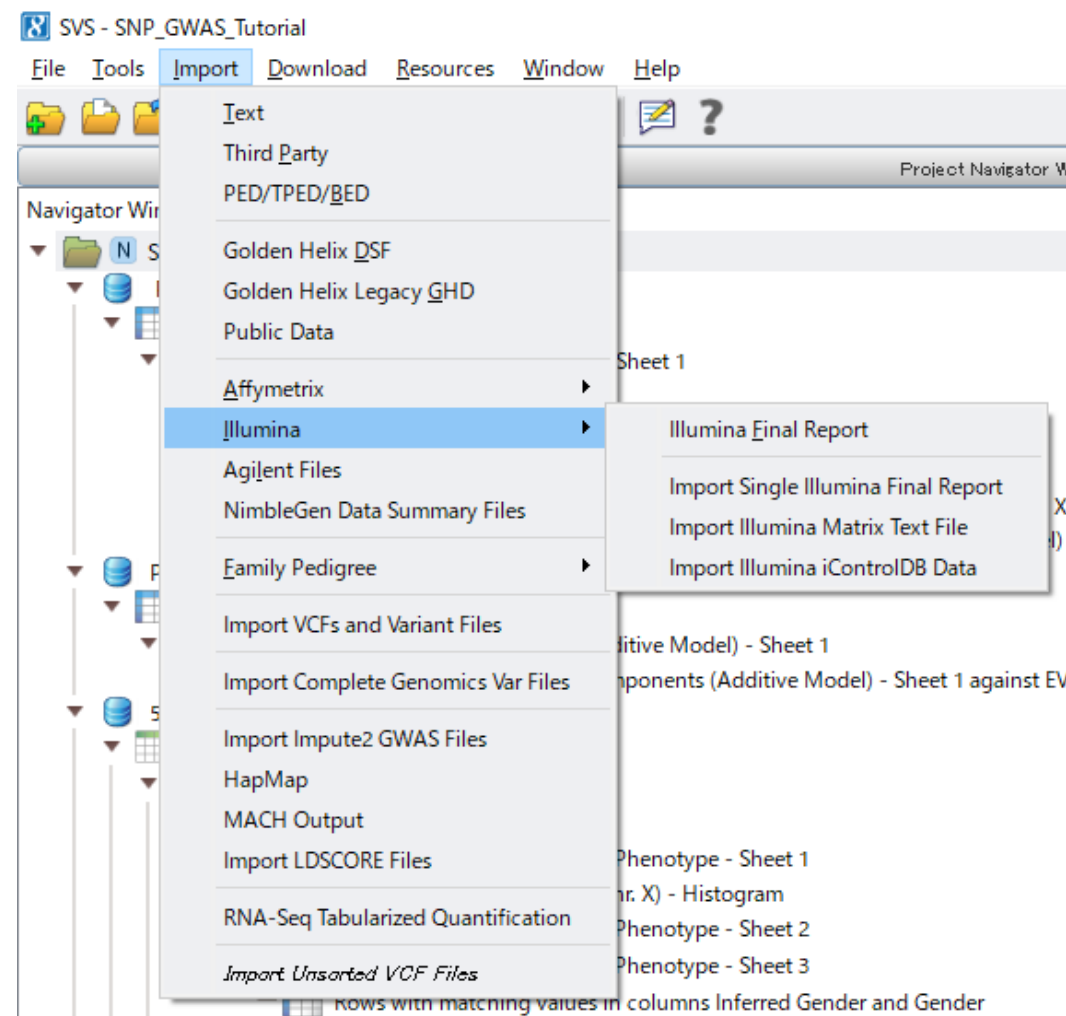 SVS - SNP_GWAS_Tutorial
File Tools Import Download Resources Window Help
Project Navigator
Navigator
N S
Text
Third Party
PED/TPED/BED
Golden Helix DSF
Golden Helix Legacy GHD
Public Data
Sheet 1
Affymetrix
Illumina
Agilent Files
NimbleGen Data Summary Files
Illumina Final Report
Import Single Illumina Final Report
Import Illumina Matrix Text File
Import Illumina iControlDB Data
X
Family Pedigree
P
Import VCFs and Variant Files
Model) - Sheet 1
Import Complete Genomics Var Files
(Additive Model) - Sheet 1 against
5
Import Impute2 GWAS Files
HapMap
MACH Output
Import LDSCORE Files
Phenotype - Sheet 1
X) - Histogram
RNA-Seq Tabularized Quantification
Phenotype - Sheet 2
Import Unsorted VCF Files
Phenotype - Sheet 3
Rows with matching values in columns Inferred Gender and Gender